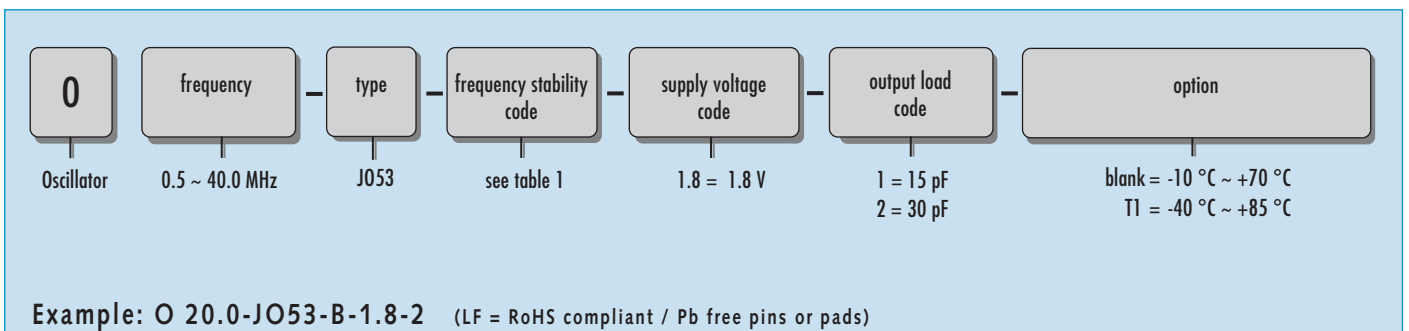 O
Oscillator
frequency
0.5 ~ 40.0 MHz
–
type
JO53
–
frequency stability
code
see table 1
–
supply voltage
code
1.8 = 1.8 V
–
output load
code
1 = 15 pF
2 = 30 pF
–
option
blank = -10 °C ~ +70 °C
T1 = -40 °C ~ +85 °C
Example: O 20.0-JO53-B-1.8-2 (LF = RoHS compliant / Pb free pins or pads)